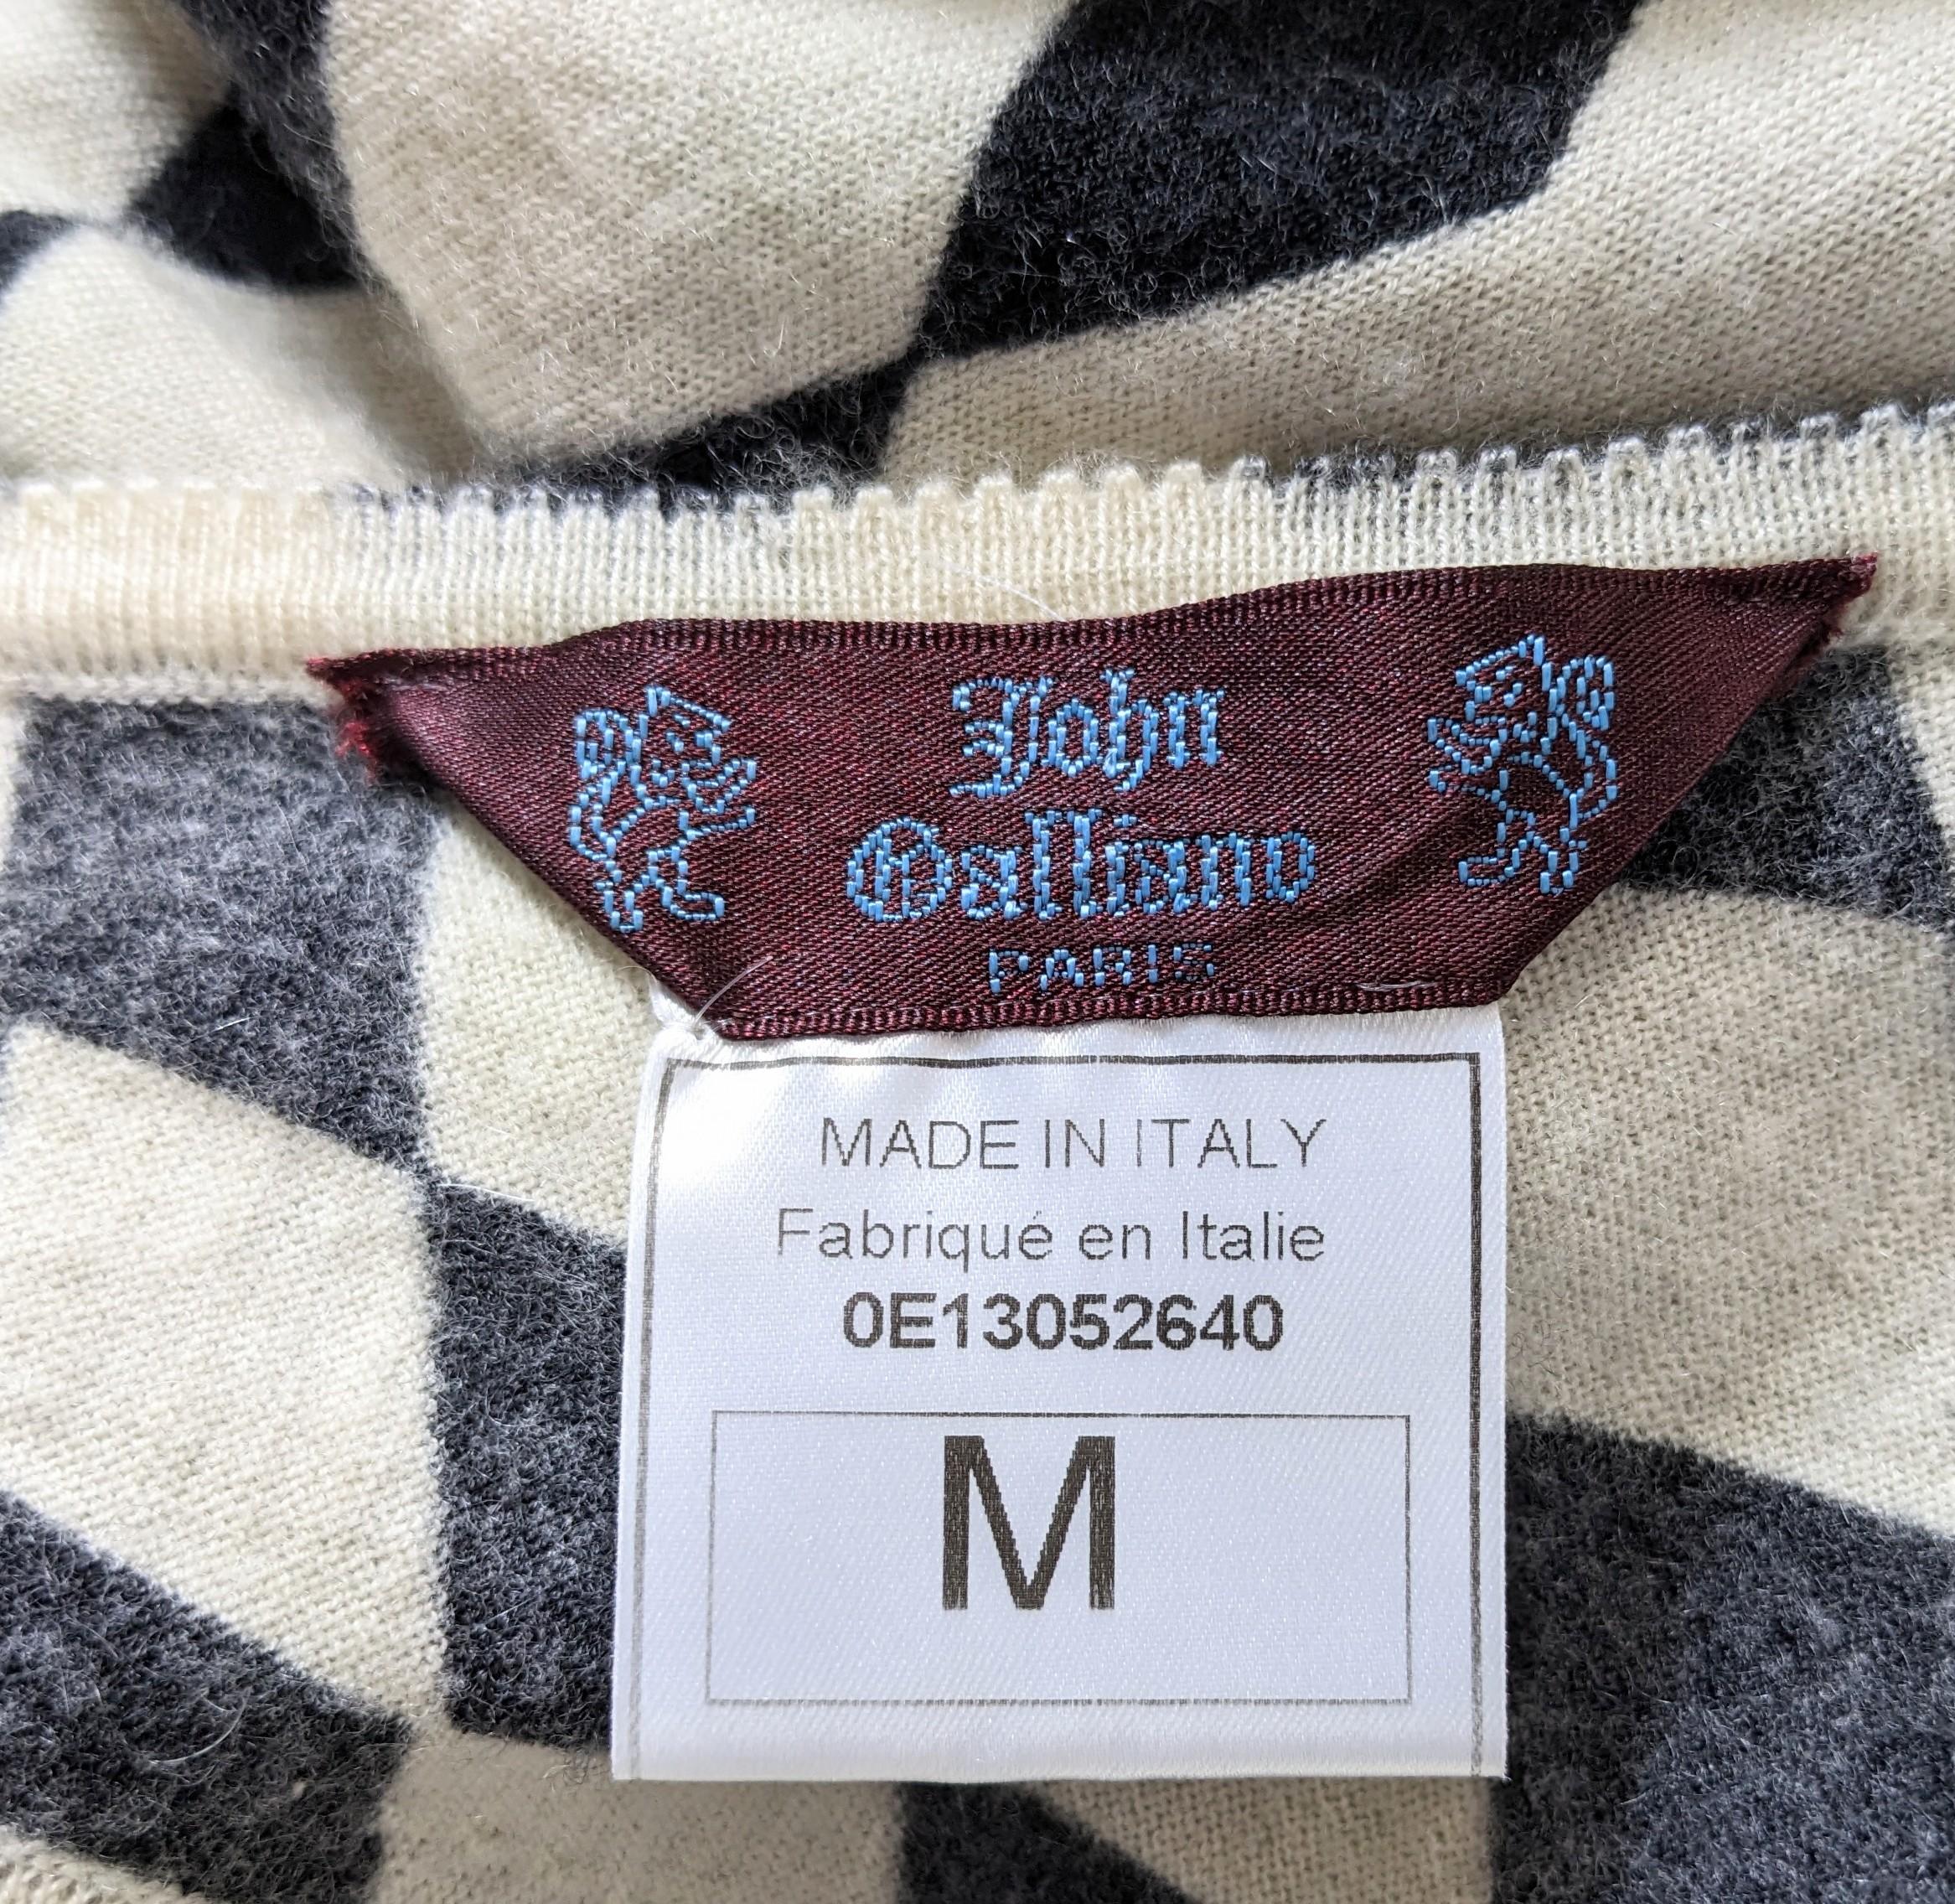 John
Galliano
PARIS
MADE IN ITALY
Fabriqué en Italie
0E13052640
M